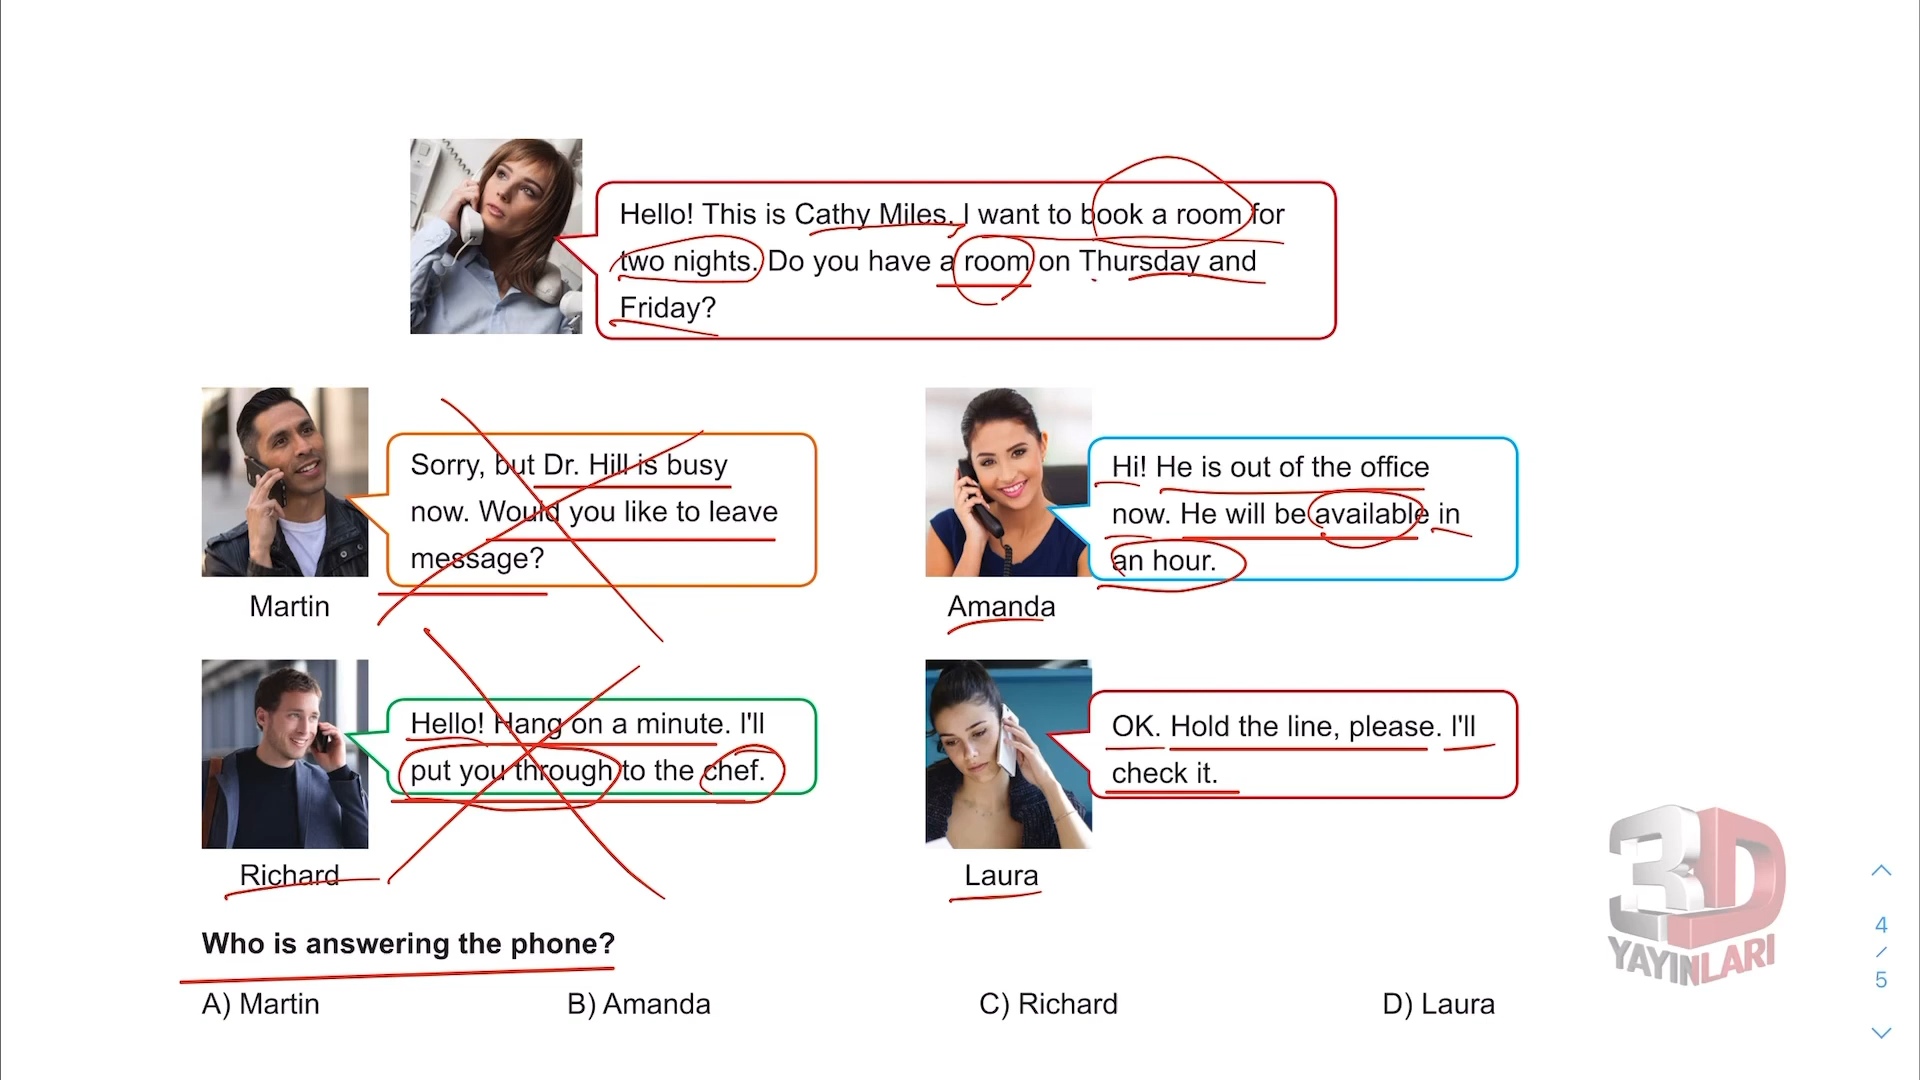 Hello! This is Cathy Miles. I want to book a room for
two nights. Do you have a room on Thursday and
Friday?
Sorry, but Dr. Hill is busy
now. Would you like to leave
message?
Martin
Hi! He is out of the office
now. He will be available in
an hour.
Amanda
Hello! Hang on a minute. I'll
put you through to the chef.
Richard
OK. Hold the line, please. I'll
check it.
Laura
Who is answering the phone?
A) Martin
B) Amanda
C) Richard
D) Laura
3D
YAYINLARI
4
/
5